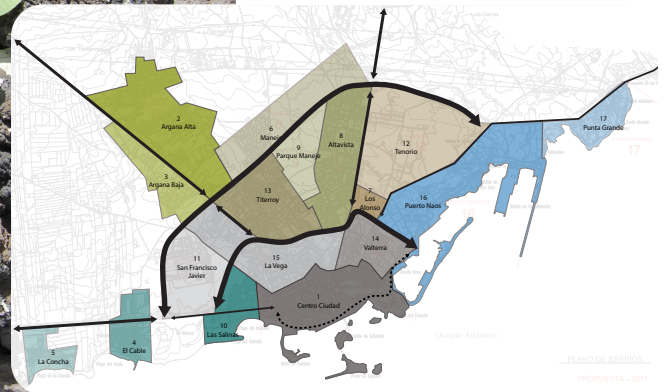 2
Argana Alta
3
Argana Baja
6
Maneje
9
Parque Maneje
8
Altavista
12
Tenorio
17
Punta Grande
17
13
Titerroy
7
Los
Alonso
16
Puerto Naos
14
Valterra
11
San Francisco
Javier
15
La Vega
1
Centro Ciudad
10
Las Salinas
4
El Cable
5
La Concha
Océano Atlántico
PLANO DE BARRIOS
PROPUESTA - 2011